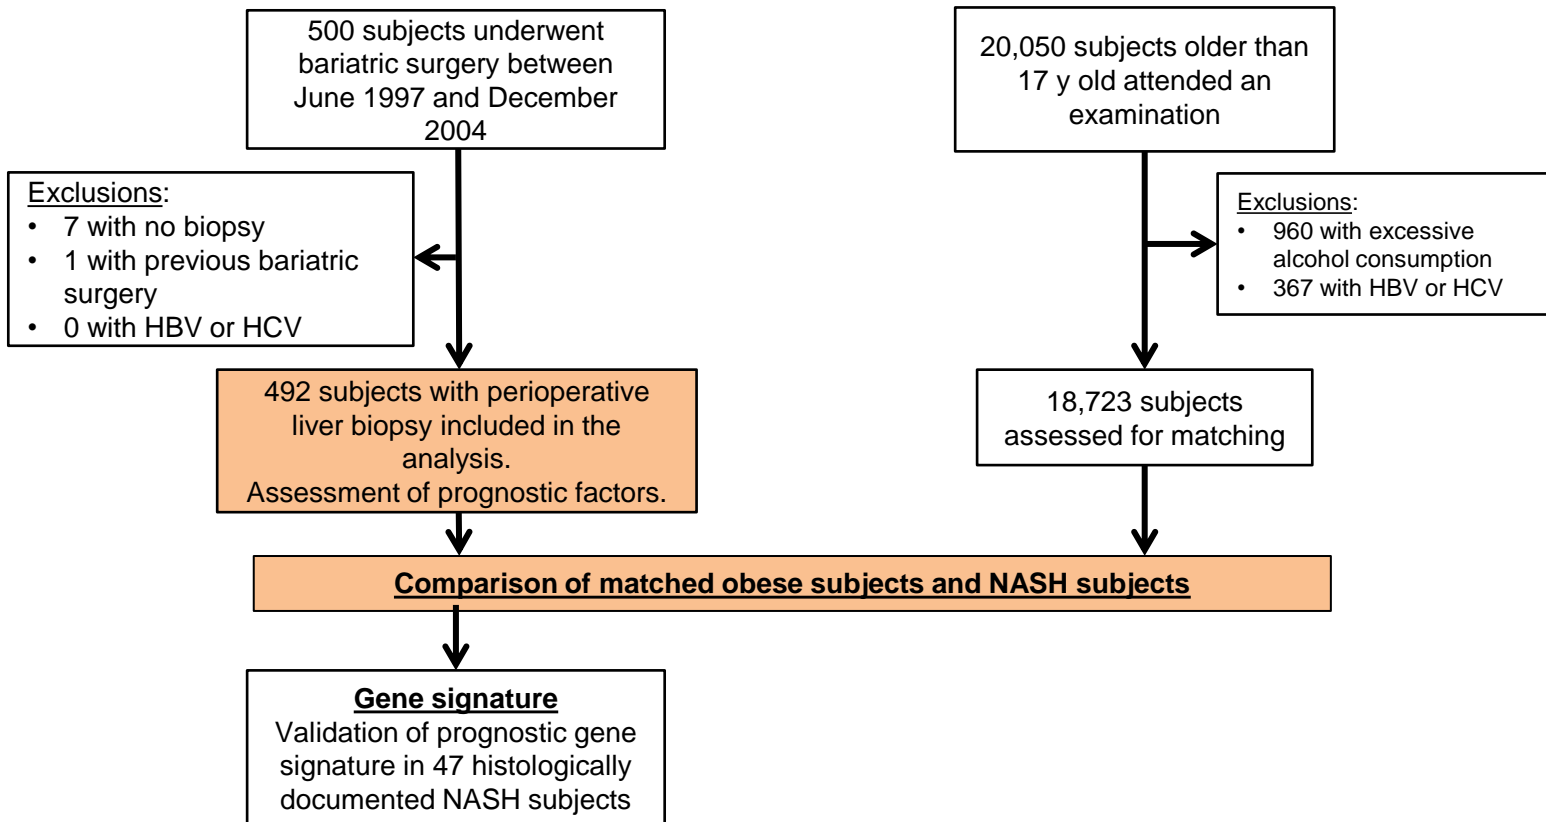 500 subjects underwent
bariatric surgery between
June 1997 and December
2004
20,050 subjects older than
17 y old attended an
examination
Exclusions:
• 7 with no biopsy
• 1 with previous bariatric
surgery
• 0 with HBV or HCV
Exclusions:
• 960 with excessive
alcohol consumption
• 367 with HBV or HCV
492 subjects with perioperative
liver biopsy included in the
analysis.
Assessment of prognostic factors.
18,723 subjects
assessed for matching
Comparison of matched obese subjects and NASH subjects
Gene signature
Validation of prognostic gene
signature in 47 histologically
documented NASH subjects